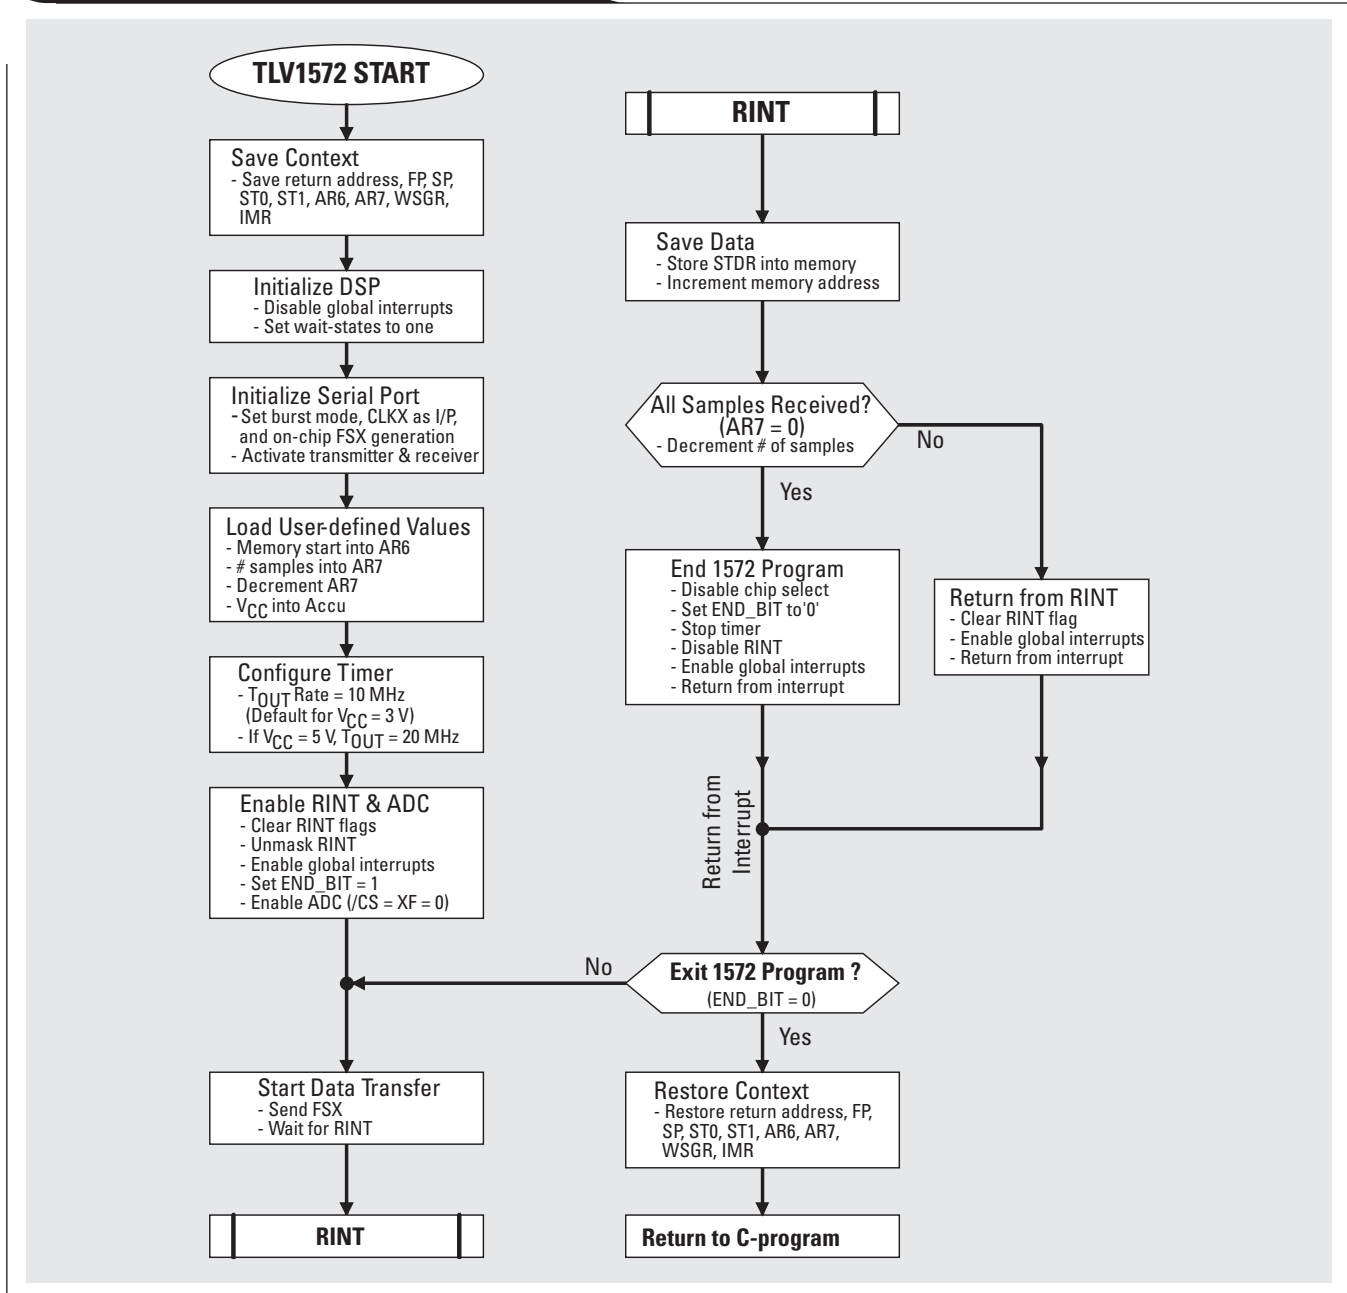 TLV1572 START
Save Context
- Save return address, FP, SP,
ST0, ST1, AR6, AR7, WSGR,
IMR
Initialize DSP
- Disable global interrupts
- Set wait-states to one
Initialize Serial Port
- Set burst mode, CLKX as I/P,
and on-chip FSX generation
- Activate transmitter & receiver
Load User-defined Values
- Memory start into AR6
- # samples into AR7
- Decrement AR7
- VCC into Accu
Configure Timer
- TOUT Rate = 10 MHz
(Default for VCC = 3 V)
- If VCC = 5 V, TOUT = 20 MHz
Enable RINT & ADC
- Clear RINT flags
- Unmask RINT
- Enable global interrupts
- Set END_BIT = 1
- Enable ADC (/CS = XF = 0)
Start Data Transfer
- Send FSX
- Wait for RINT
RINT
RINT
Save Data
- Store STDR into memory
- Increment memory address
All Samples Received?
(AR7 = 0)
- Decrement # of samples
No
Yes
End 1572 Program
- Disable chip select
- Set END_BIT to'0'
- Stop timer
- Disable RINT
- Enable global interrupts
- Return from interrupt
Return from RINT
- Clear RINT flag
- Enable global interrupts
- Return from interrupt
Return from
Interrupt
No
Exit 1572 Program ?
(END_BIT = 0)
Yes
Restore Context
- Restore return address, FP,
SP, ST0, ST1, AR6, AR7,
WSGR, IMR
Return to C-program